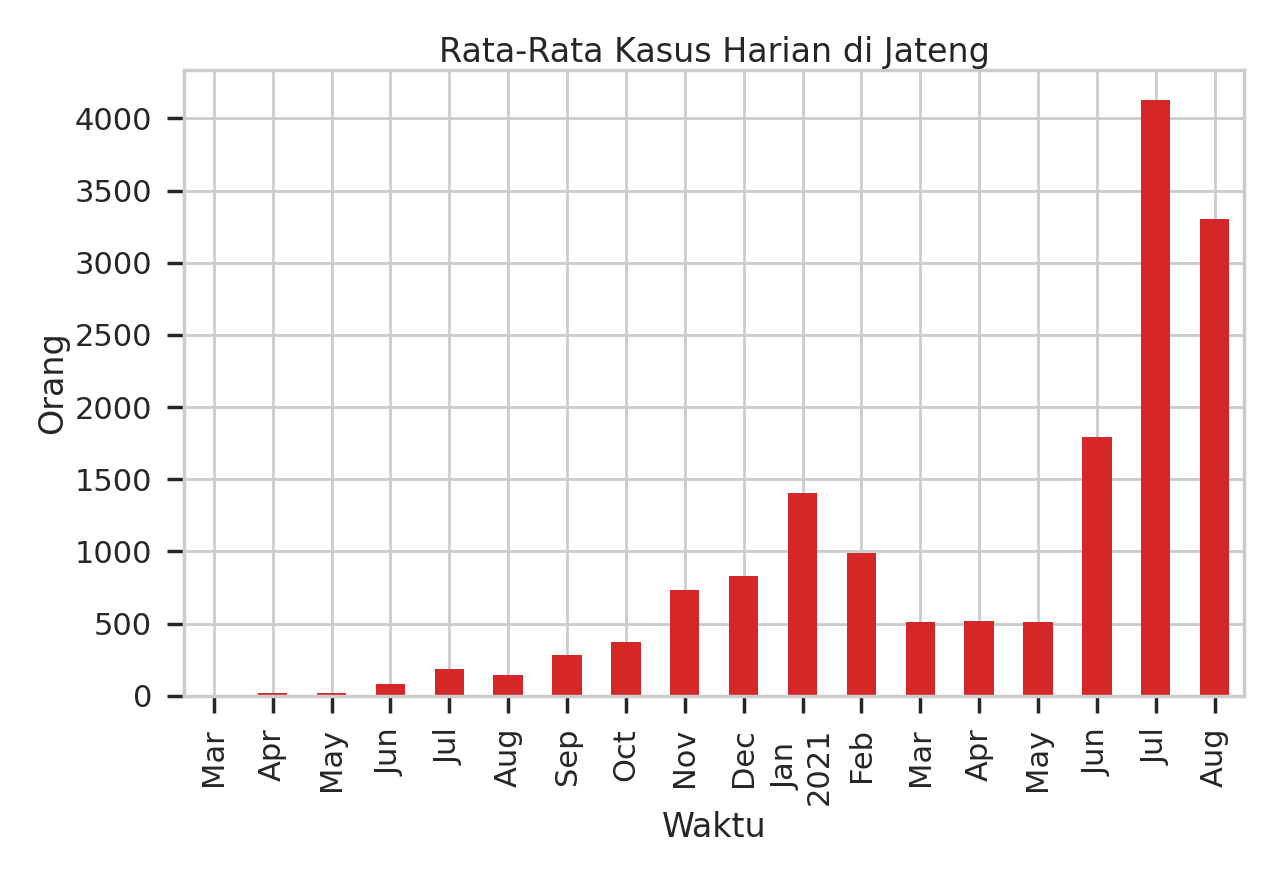 Rata-Rata Kasus Harian di Jateng
4000
3500
3000
2500
2000
1500
1000
500
0
Orang
Mar
Apr
May
Jun
Jul
Aug
Sep
Oct
Nov
Dec
Jan
2021
Feb
Mar
Apr
May
Jun
Jul
Aug
Waktu